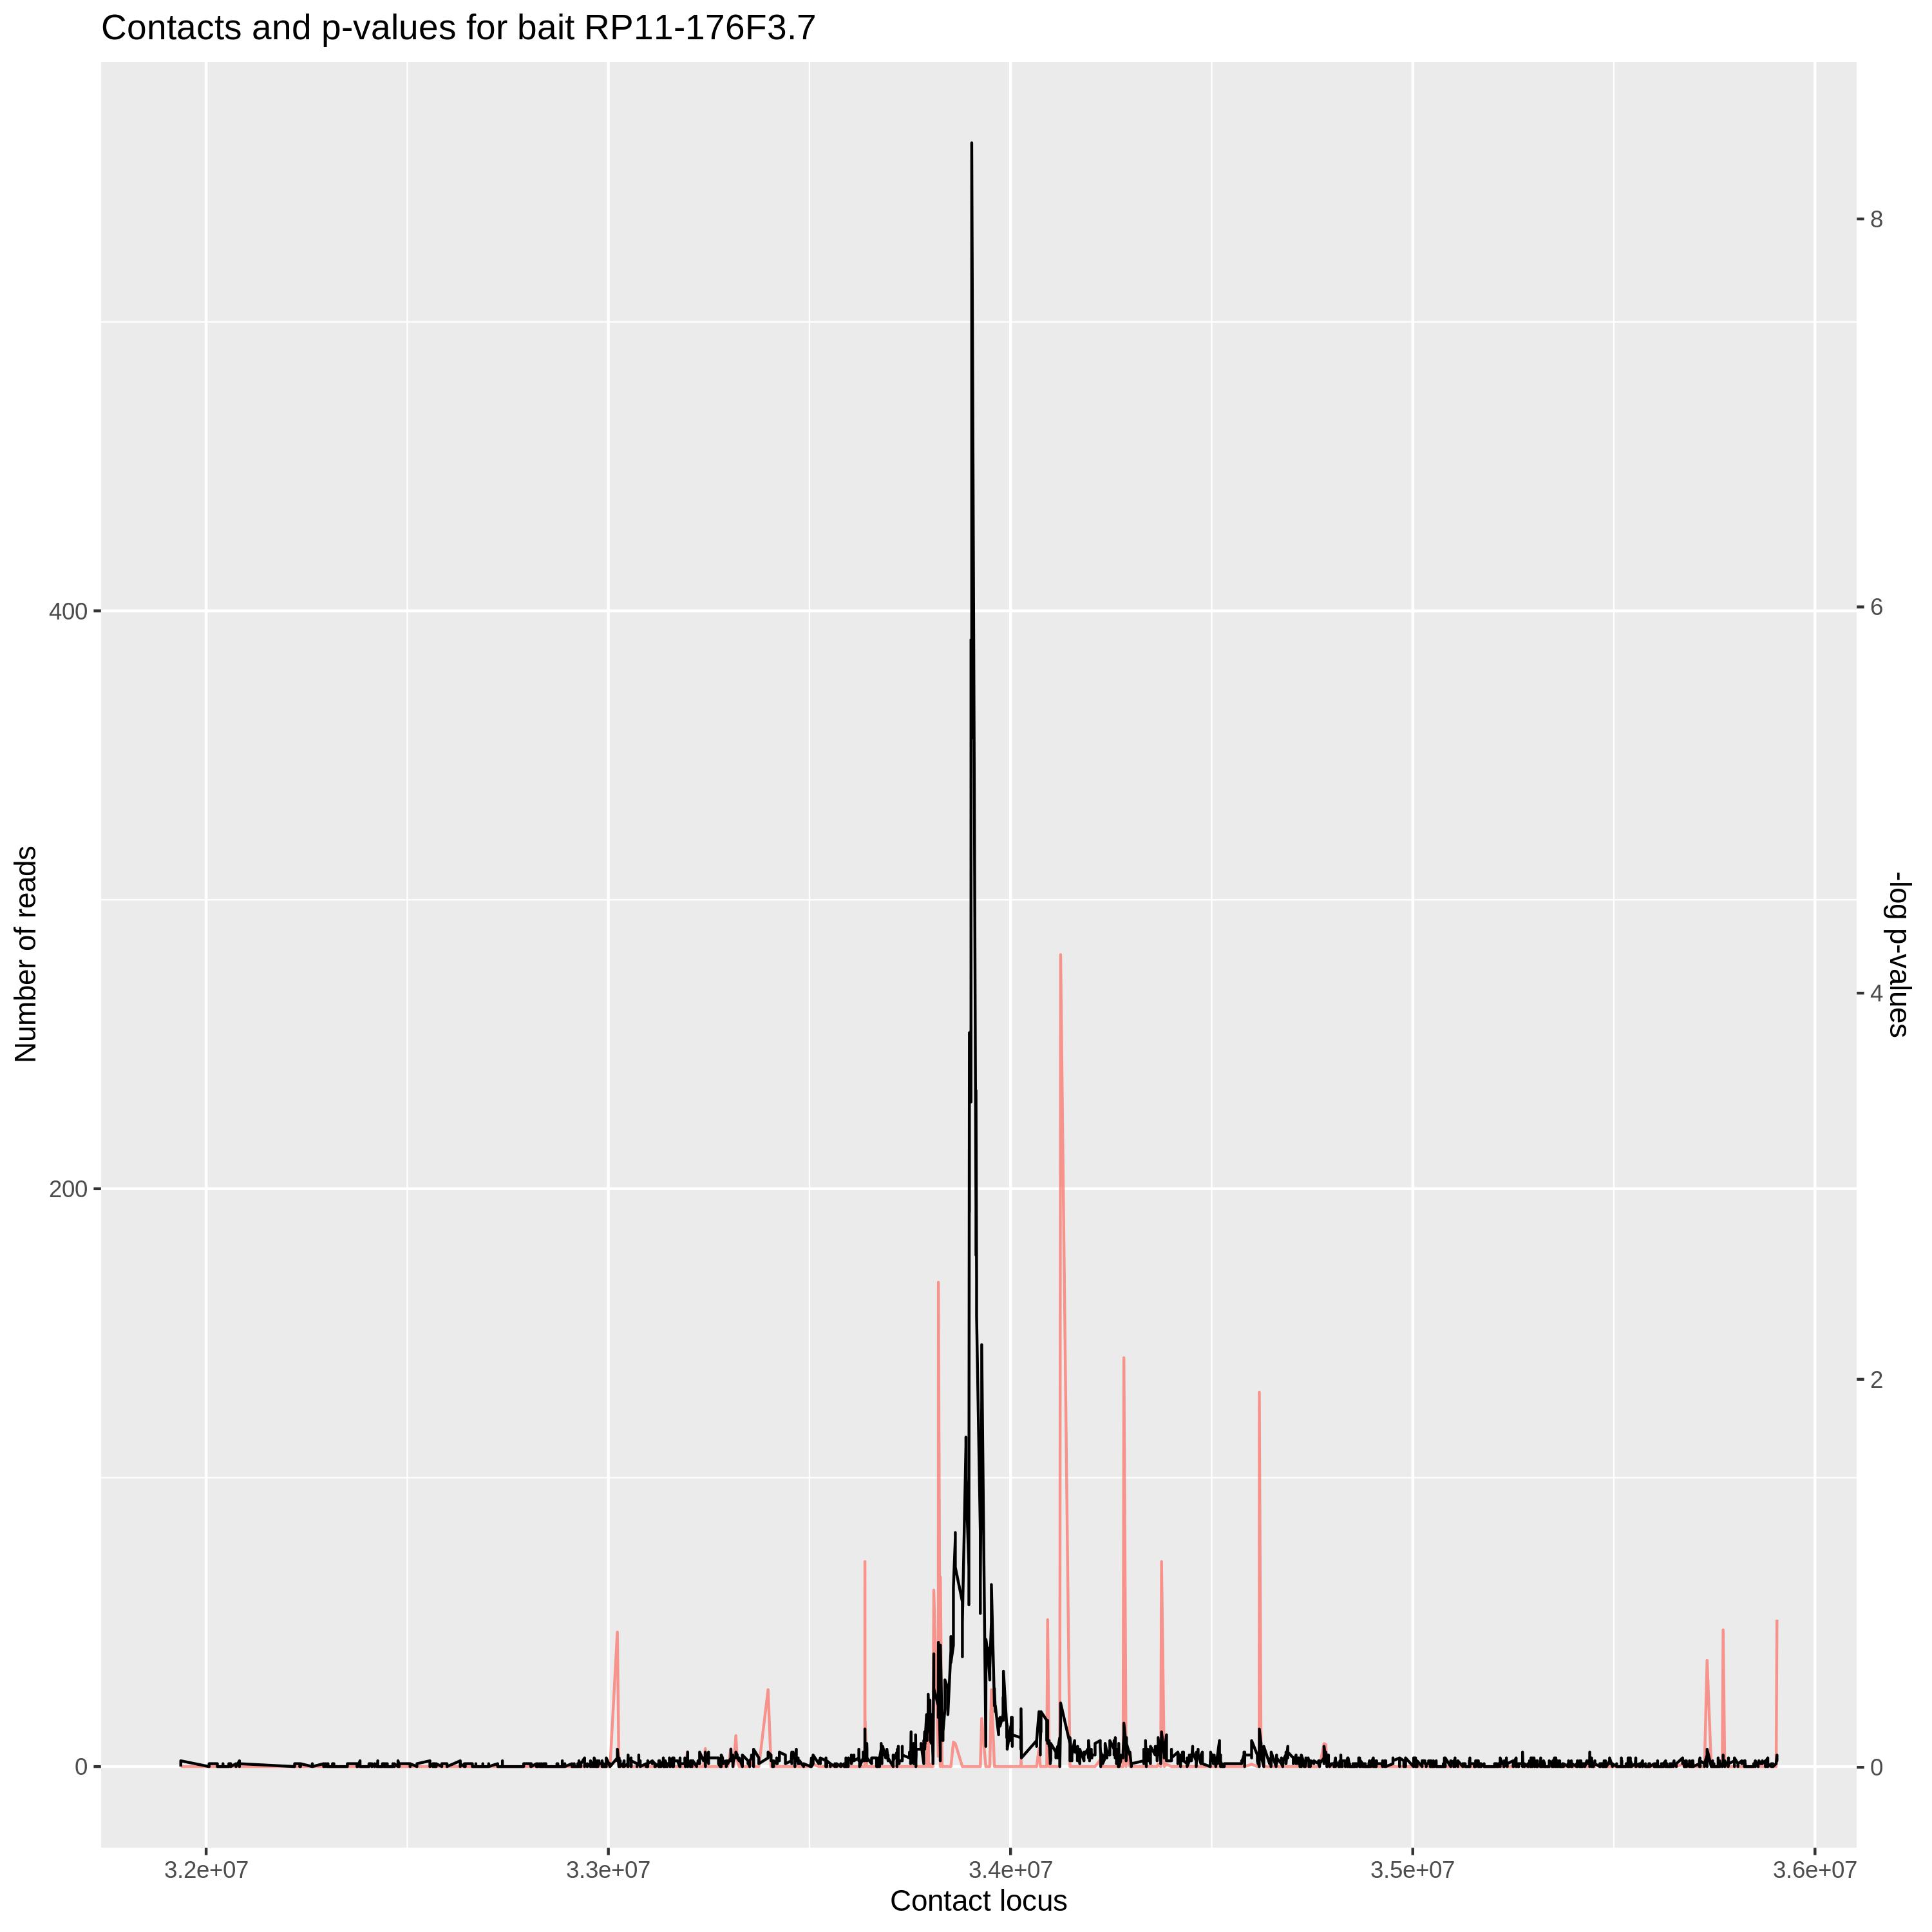 Contacts and p-values for bait RP11-176F3.7
Number of reads
400
200
0
8
6
4
2
0
-log p-values
3.2e+07 3.3e+07 3.4e+07 3.5e+07 3.6e+07
Contact locus